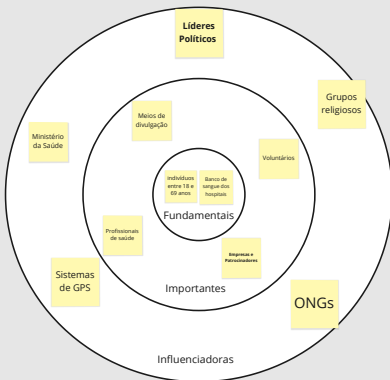 Líderes
Políticos
Grupos
religiosos
Meios de
divulgação
Ministério
da Saúde
Voluntários
indivíduos
entre 18 e
69 anos
Banco de
sangue dos
hospitais
Fundamentais
Profissionais
de saúde
Empresas e
Patrocinadores
Sistemas
de GPS
Importantes
ONGs
Influenciadoras